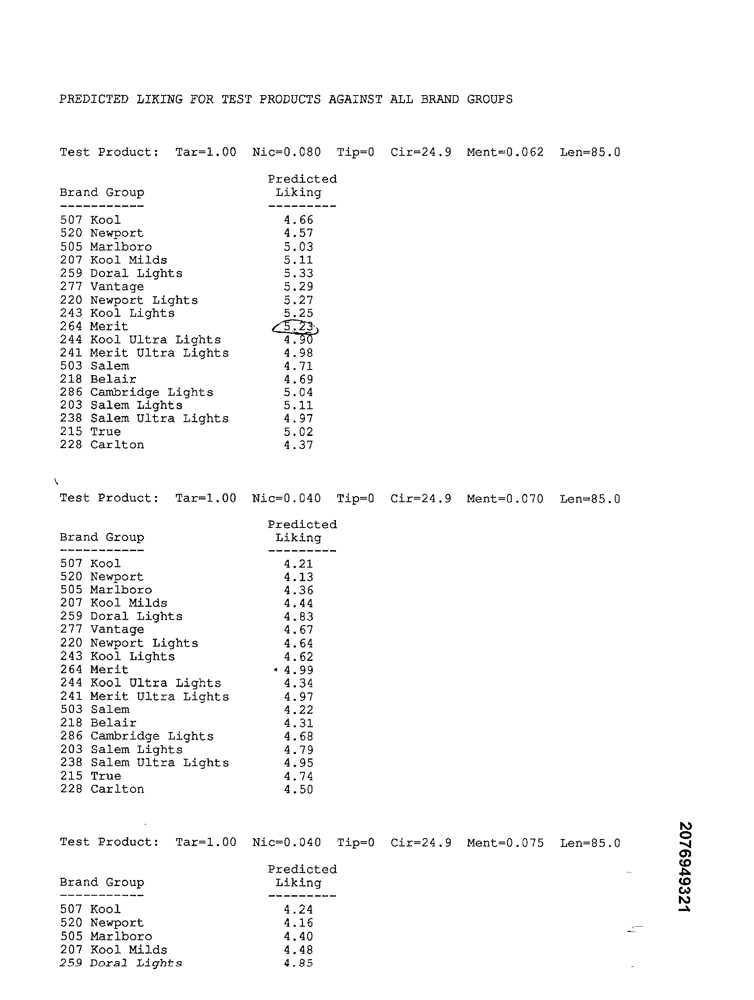 PREDICTED LIKING FOR TEST PRODUCTS AGAINST ALL BRAND GROUPS
Test Product: Tar=1.00 Nic=0.080 Tip=0 Cir=24.9 Ment=0.062 Len=85.0
Predicted
Brand Group Liking
----------- ---------
507 Kool 4.66
520 Newport 4.57
505 Marlboro 5.03
207 Kool Milds 5.11
259 Doral Lights 5.33
277 Vantage 5.29
220 Newport Lights 5.27
243 Kool Lights 5.25
264 Merit 5.23
244 Kool Ultra Lights 4.90
241 Merit Ultra Lights 4.98
503 Salem 4.71
218 Belair 4.69
286 Cambridge Lights 5.04
203 Salem Lights 5.11
238 Salem Ultra Lights 4.97
215 True 5.02
228 Carlton 4.37
Test Product: Tar=1.00 Nic=0.040 Tip=0 Cir=24.9 Ment=0.070 Len=85.0
Predicted
Brand Group Liking
----------- ---------
507 Kool 4.21
520 Newport 4.13
505 Marlboro 4.36
207 Kool Milds 4.44
259 Doral Lights 4.83
277 Vantage 4.67
220 Newport Lights 4.64
243 Kool Lights 4.62
264 Merit 4.99
244 Kool Ultra Lights 4.34
241 Merit Ultra Lights 4.97
503 Salem 4.22
218 Belair 4.31
286 Cambridge Lights 4.68
203 Salem Lights 4.79
238 Salem Ultra Lights 4.95
215 True 4.74
228 Carlton 4.50
Test Product: Tar=1.00 Nic=0.040 Tip=0 Cir=24.9 Ment=0.075 Len=85.0
Predicted
Brand Group Liking
----------- ---------
507 Kool 4.24
520 Newport 4.16
505 Marlboro 4.40
207 Kool Milds 4.48
259 Doral Lights 4.85
2076949321